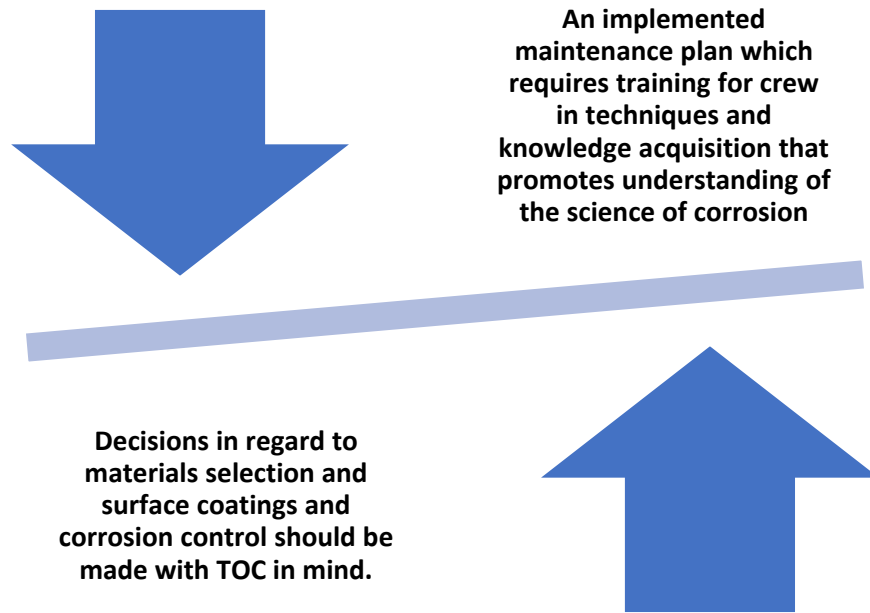 An implemented
maintenance plan which
requires training for crew
in techniques and
knowledge acquisition that
promotes understanding of
the science of corrosion
Decisions in regard to
materials selection and
surface coatings and
corrosion control should be
made with TOC in mind.